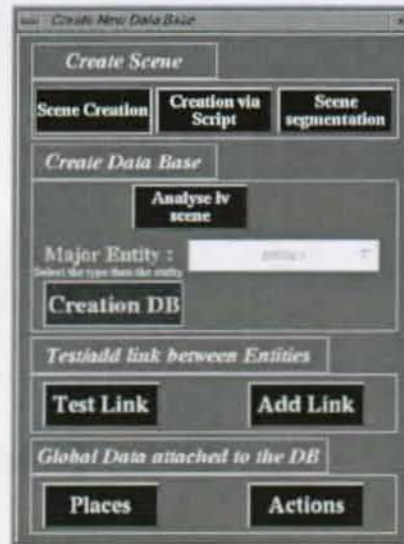 Create New Data Base
Create Scene
Scene Creation
Creation via
Script
Scene
segmentation
Create Data Base
Analyse lv
scene
Major Entity :
Select the type then the entity
entities
Creation DB
Test/add link between Entities
Test Link
Add Link
Global Data attached to the DB
Places
Actions